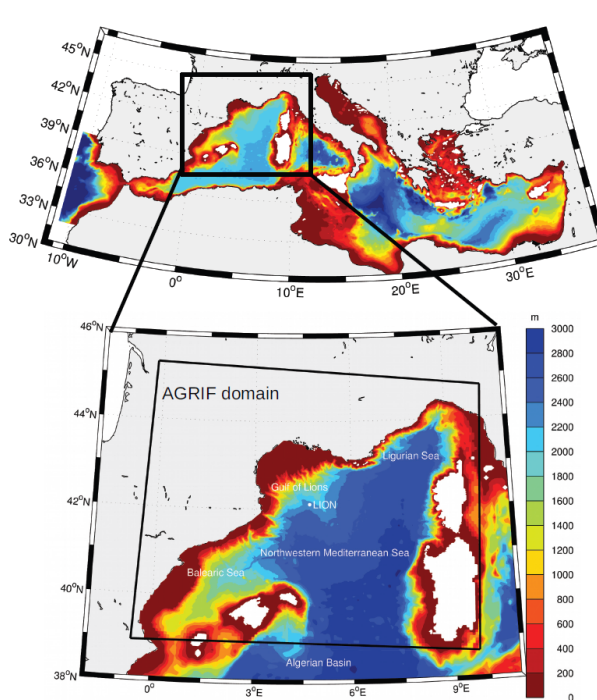 45°N
42°N
39°N
36°N
33°N
30°N
10°W
0°
10°E
20°E
30°E
46°N
44°N
42°N
40°N
38°N
0°
3°E
6°E
9°E
AGRIF domain
Ligurian Sea
Gulf of Lions
LION
Northwestern Mediterranean Sea
Balearic Sea
Algerian Basin
m
3000
2800
2600
2400
2200
2000
1800
1600
1400
1200
1000
800
600
400
200
0